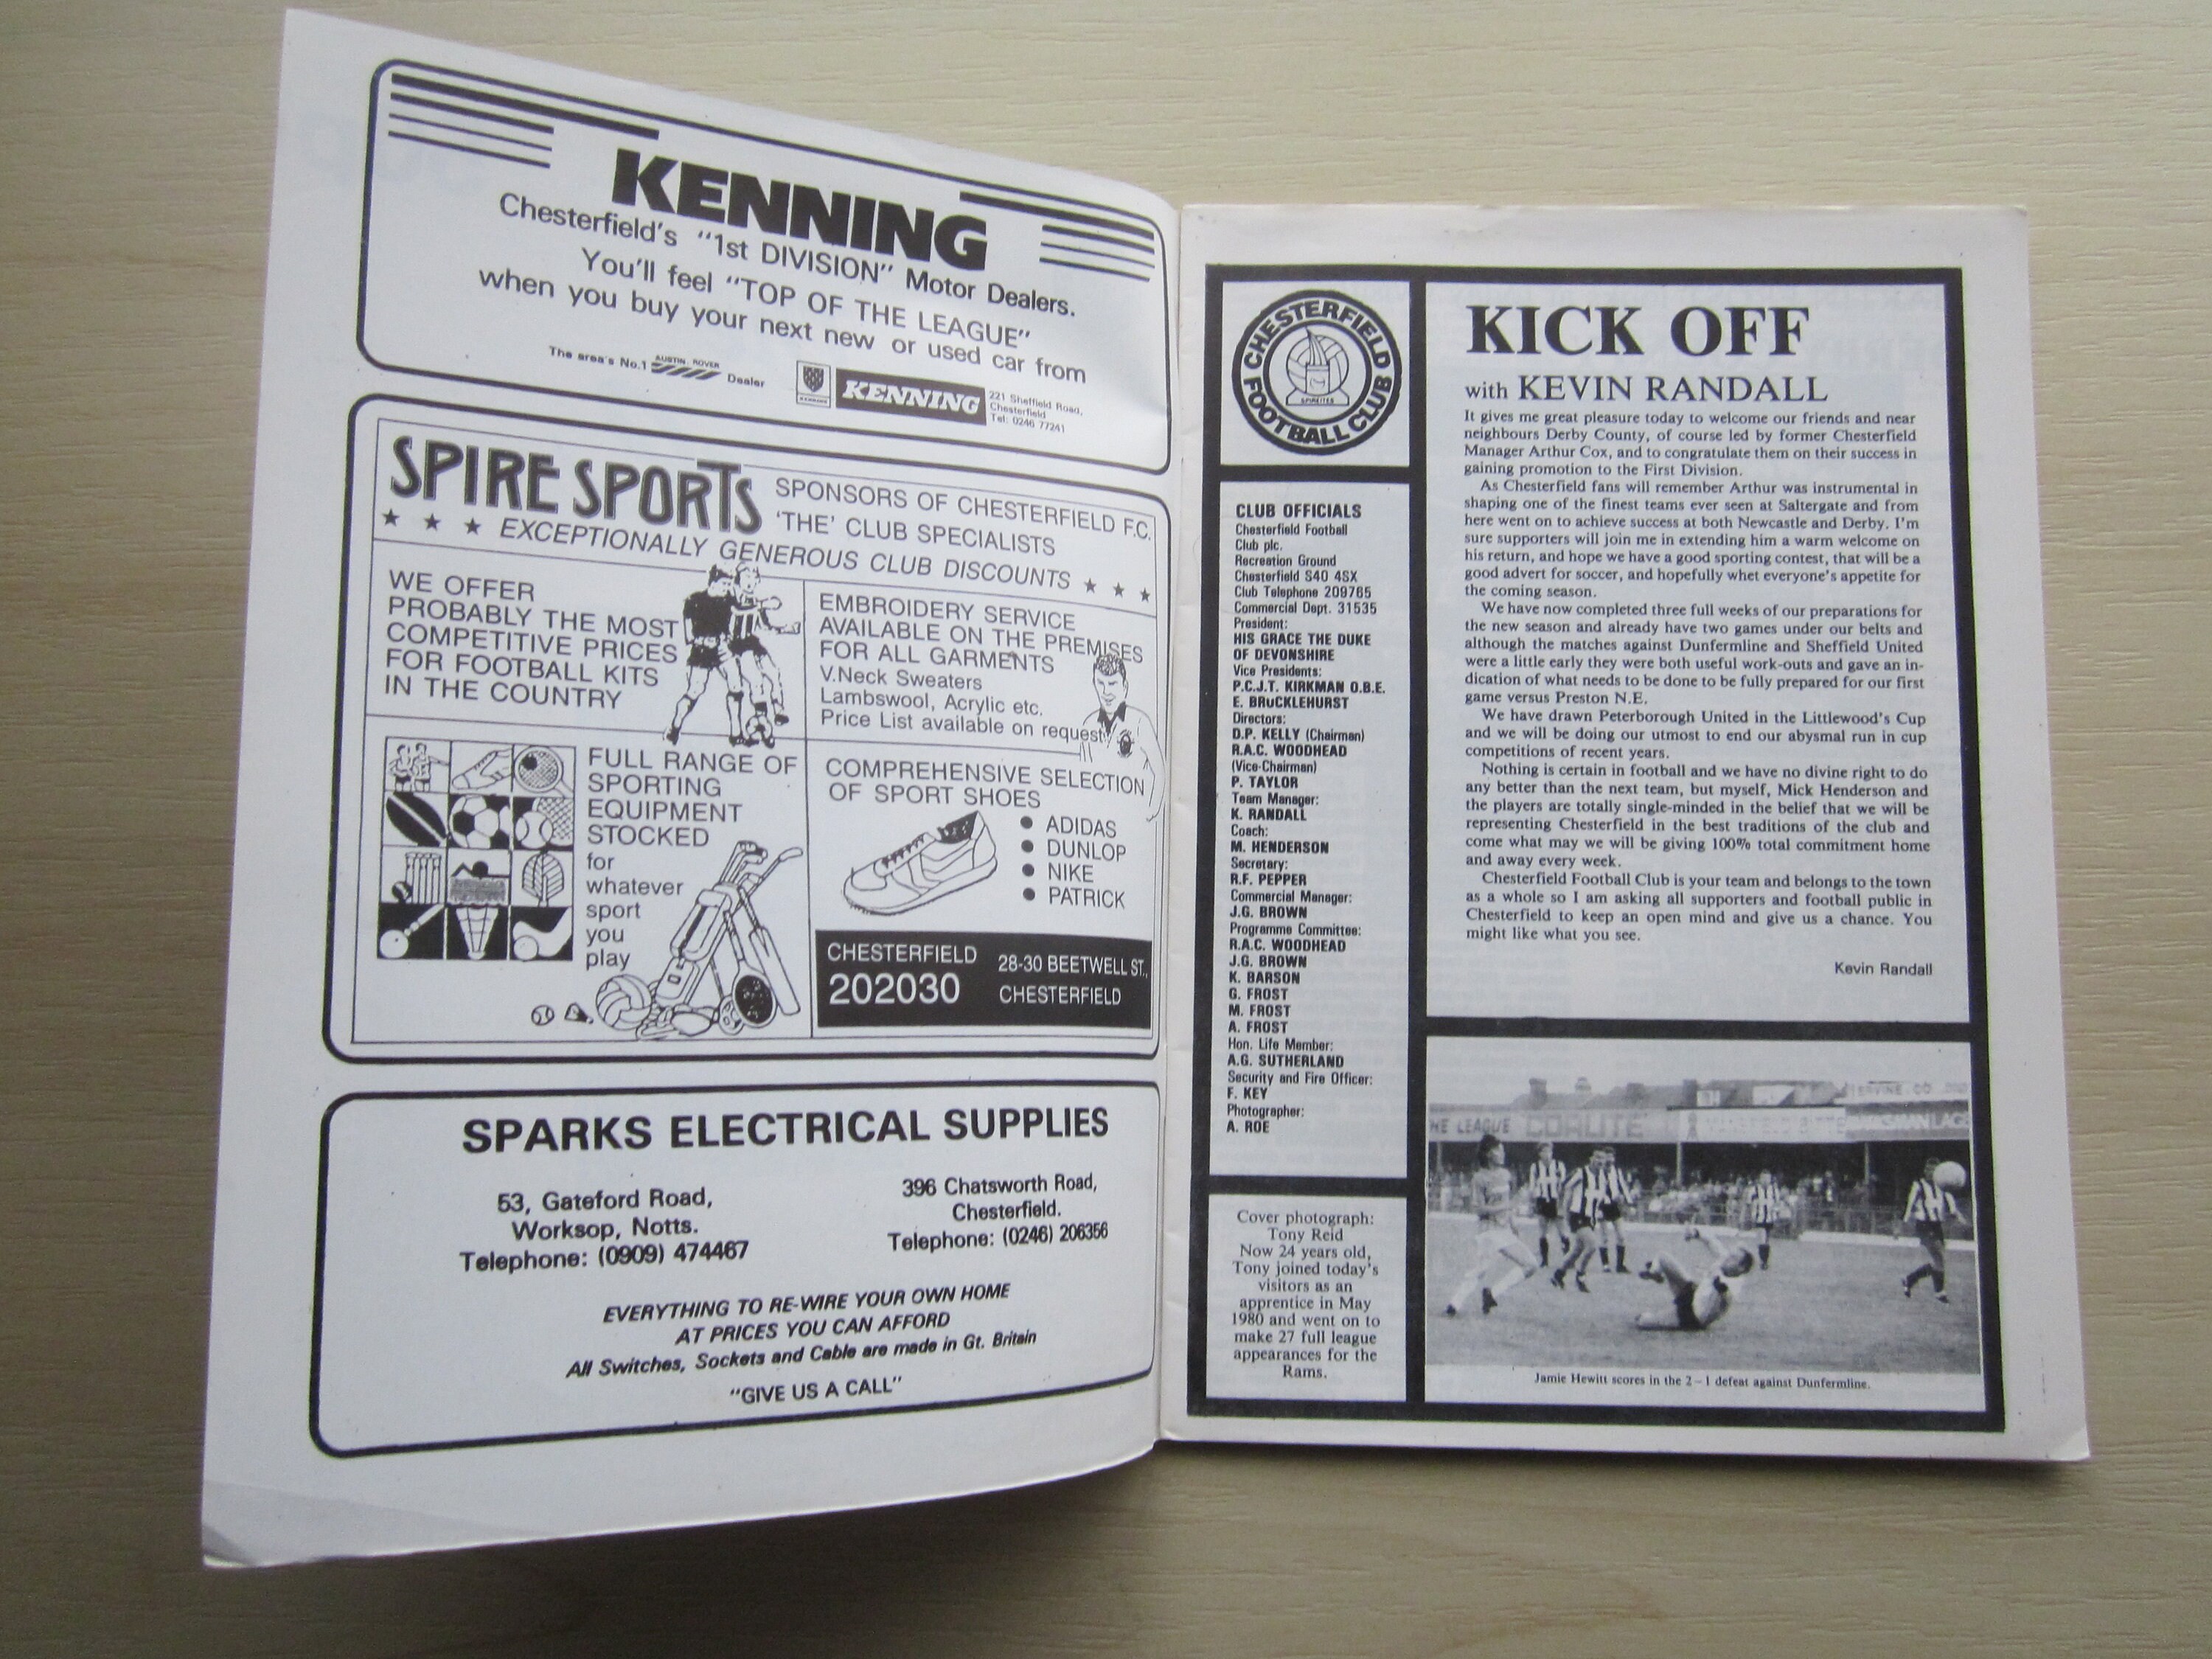 KENNING
Chesterfield's "1st DIVISION" Motor Dealers.
You'll feel "TOP OF THE LEAGUE"
when you buy your next new or used car from
The area's No.1 AUSTIN ROVER Dealer
KENNING
221 Sheffield Road,
Chesterfield
Tel: 0246 77241
SPIRE SPORTS
SPONSORS OF CHESTERFIELD F.C.
'THE' CLUB SPECIALISTS
★ ★ ★ EXCEPTIONALLY GENEROUS CLUB DISCOUNTS ★ ★ ★
WE OFFER
PROBABLY THE MOST
COMPETITIVE PRICES
FOR FOOTBALL KITS
IN THE COUNTRY
EMBROIDERY SERVICE
AVAILABLE ON THE PREMISES
FOR ALL GARMENTS
V.Neck Sweaters
Lambswool, Acrylic etc.
Price List available on request
FULL RANGE OF
SPORTING
EQUIPMENT
STOCKED
for
whatever
sport
you
play
COMPREHENSIVE SELECTION
OF SPORT SHOES
● ADIDAS
● DUNLOP
● NIKE
● PATRICK
CHESTERFIELD
202030
28-30 BEETWELL ST.,
CHESTERFIELD
SPARKS ELECTRICAL SUPPLIES
53, Gateford Road,
Worksop, Notts.
Telephone: (0909) 474467
396 Chatsworth Road,
Chesterfield.
Telephone: (0246) 206356
EVERYTHING TO RE-WIRE YOUR OWN HOME
AT PRICES YOU CAN AFFORD
All Switches, Sockets and Cable are made in Gt. Britain
"GIVE US A CALL"
CHESTERFIELD
FOOTBALL CLUB
SPIREITES
CLUB OFFICIALS
Chesterfield Football
Club plc.
Recreation Ground
Chesterfield S40 4SX
Club Telephone 209765
Commercial Dept. 31535
President:
HIS GRACE THE DUKE
OF DEVONSHIRE
Vice Presidents:
P.C.J.T. KIRKMAN O.B.E.
E. BRuCKLEHURST
Directors:
D.P. KELLY (Chairman)
R.A.C. WOODHEAD
(Vice-Chairman)
P. TAYLOR
Team Manager:
K. RANDALL
Coach:
M. HENDERSON
Secretary:
R.F. PEPPER
Commercial Manager:
J.G. BROWN
Programme Committee:
R.A.C. WOODHEAD
J.G. BROWN
K. BARSON
G. FROST
M. FROST
A. FROST
Hon. Life Member:
A.G. SUTHERLAND
Security and Fire Officer:
F. KEY
Photographer:
A. ROE
Cover photograph:
Tony Reid
Now 24 years old,
Tony joined today's
visitors as an
apprentice in May
1980 and went on to
make 27 full league
appearances for the
Rams.
KICK OFF
with KEVIN RANDALL
It gives me great pleasure today to welcome our friends and near
neighbours Derby County, of course led by former Chesterfield
Manager Arthur Cox, and to congratulate them on their success in
gaining promotion to the First Division.
As Chesterfield fans will remember Arthur was instrumental in
shaping one of the finest teams ever seen at Saltergate and from
here went on to achieve success at both Newcastle and Derby. I'm
sure supporters will join me in extending him a warm welcome on
his return, and hope we have a good sporting contest, that will be a
good advert for soccer, and hopefully whet everyone's appetite for
the coming season.
We have now completed three full weeks of our preparations for
the new season and already have two games under our belts and
although the matches against Dunfermline and Sheffield United
were a little early they were both useful work-outs and gave an in-
dication of what needs to be done to be fully prepared for our first
game versus Preston N.E.
We have drawn Peterborough United in the Littlewood's Cup
and we will be doing our utmost to end our abysmal run in cup
competitions of recent years.
Nothing is certain in football and we have no divine right to do
any better than the next team, but myself, Mick Henderson and
the players are totally single-minded in the belief that we will be
representing Chesterfield in the best traditions of the club and
come what may we will be giving 100% total commitment home
and away every week.
Chesterfield Football Club is your team and belongs to the town
as a whole so I am asking all supporters and football public in
Chesterfield to keep an open mind and give us a chance. You
might like what you see.
Kevin Randall
HE LEAGUE COALITE
Jamie Hewitt scores in the 2–1 defeat against Dunfermline.